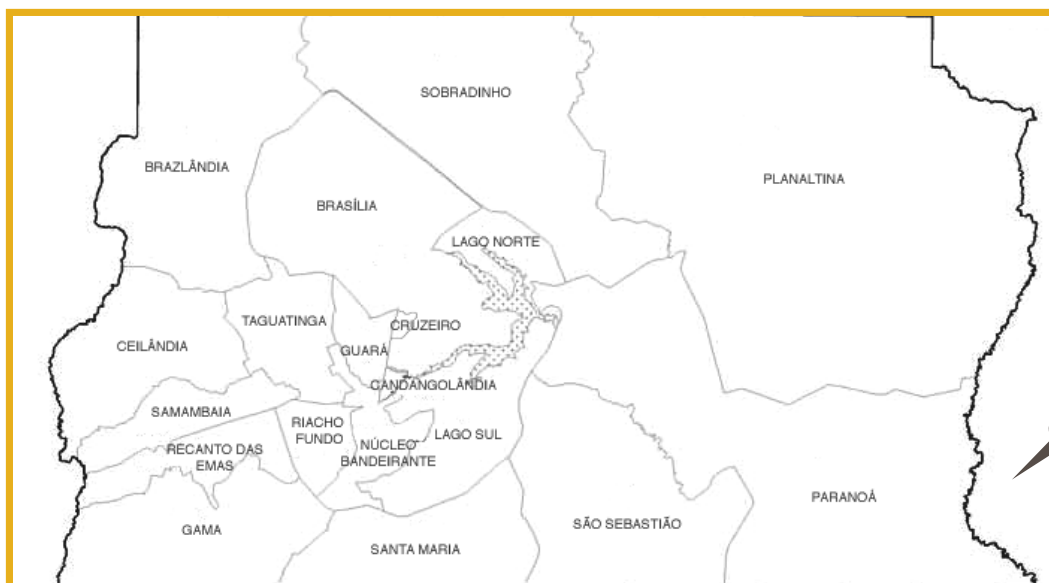 SOBRADINHO
BRAZLÂNDIA
PLANALTINA
BRASÍLIA
LAGO NORTE
TAGUATINGA
CRUZEIRO
CEILÂNDIA
GUARÁ
CANDANGOLÂNDIA
SAMAMBAIA
RIACHO
FUNDO
LAGO SUL
NÚCLEO
BANDEIRANTE
RECANTO DAS
EMAS
PARANOÁ
GAMA
SÃO SEBASTIÃO
SANTA MARIA